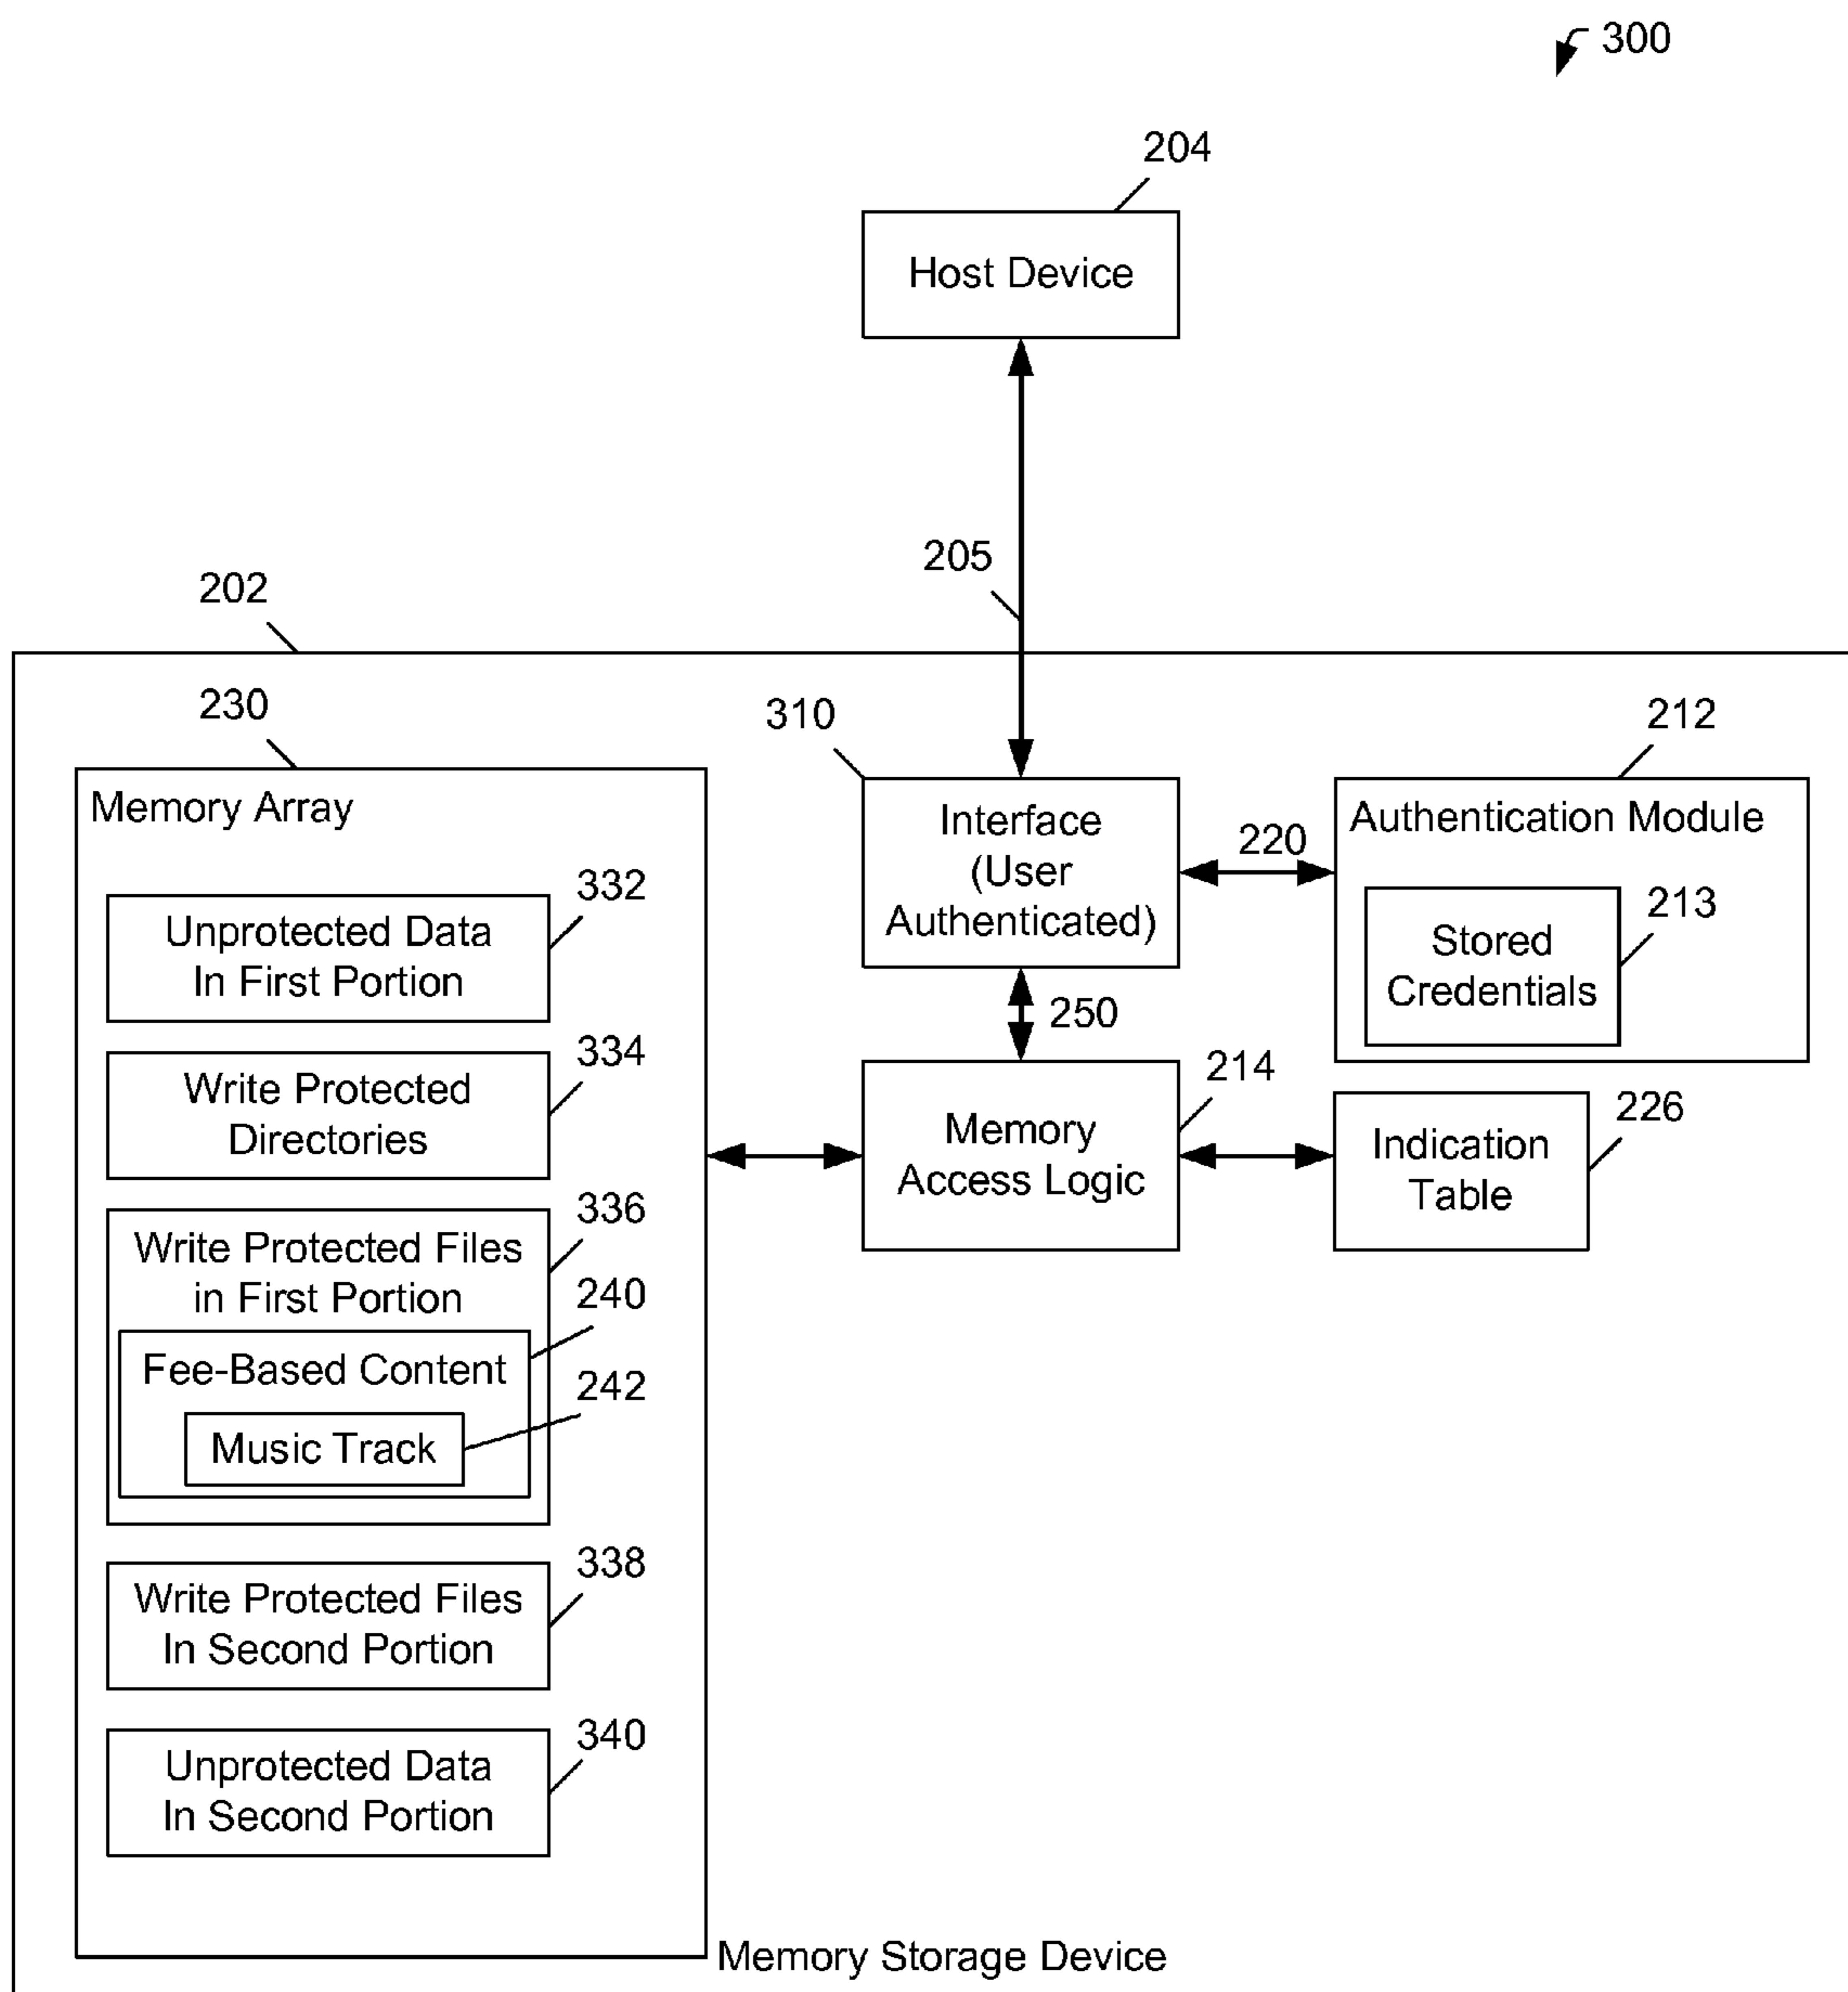 300
204
Host Device
205
202
230
310
212
Memory Array
Interface
(User
Authenticated)
220
Authentication Module
332
213
Unprotected Data
In First Portion
Stored
Credentials
250
334
214
Write Protected
Directories
226
Memory
Access Logic
Indication
Table
336
Write Protected Files
in First Portion
240
Fee-Based Content
242
Music Track
338
Write Protected Files
In Second Portion
340
Unprotected Data
In Second Portion
Memory Storage Device